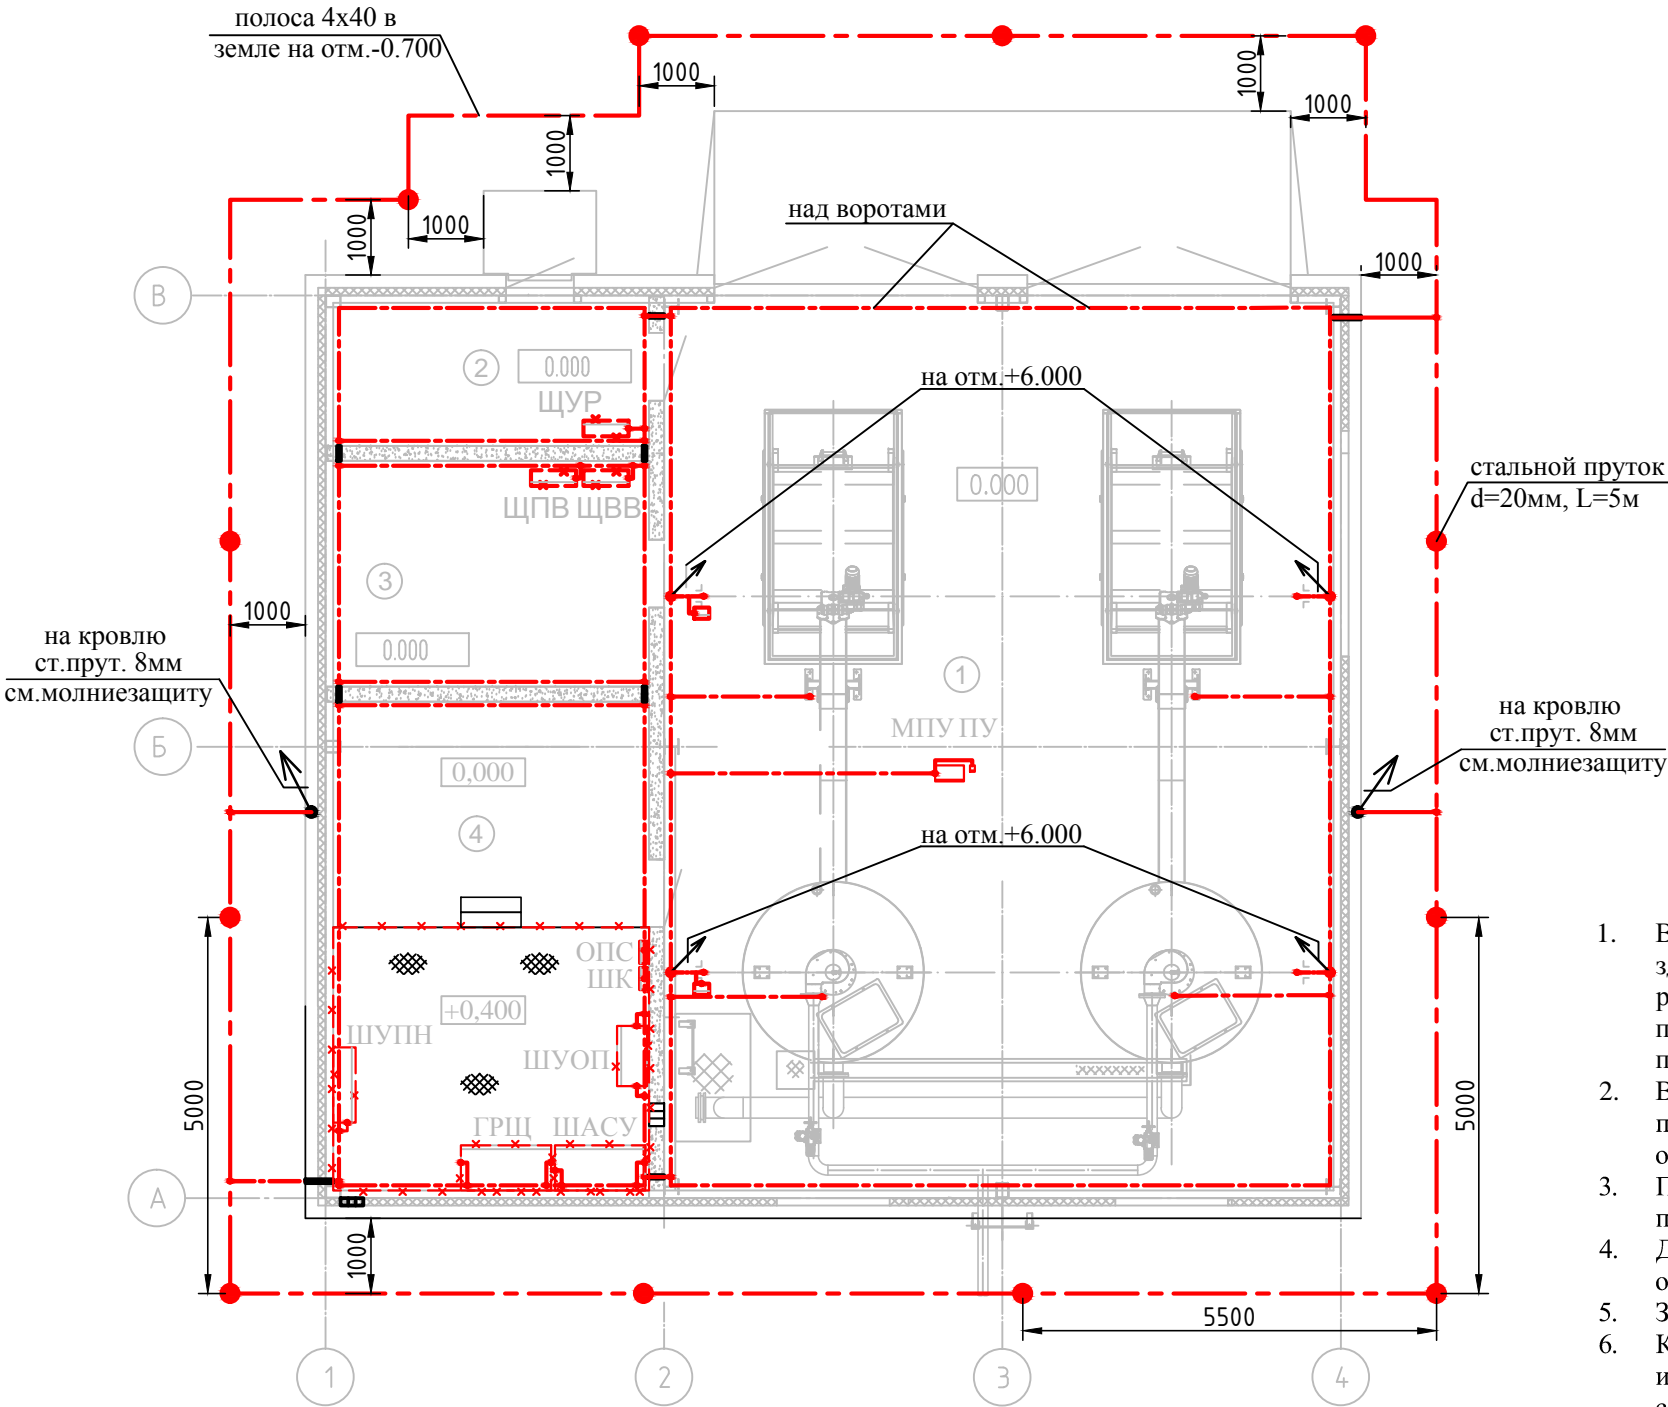 полоса 4х40 в
земле на отм.-0.700
1000
1000
1000
1000
1000
1000
1000
над воротами
В
2
0.000
ЩУР
на отм.+6.000
0.000
стальной пруток
d=20мм, L=5м
ЩПВ ЩВВ
3
1000
0.000
на кровлю
ст.прут. 8мм
см.молниезащиту
1
МПУ ПУ
на кровлю
ст.прут. 8мм
см.молниезащиту
Б
0,000
4
на отм.+6.000
ОПС
ШК
+0,400
ШУПН
ШУОП
ГРЩ ШАСУ
5000
5000
А
1000
5500
1 2 3 4
1.
2.
3.
4.
5.
6.